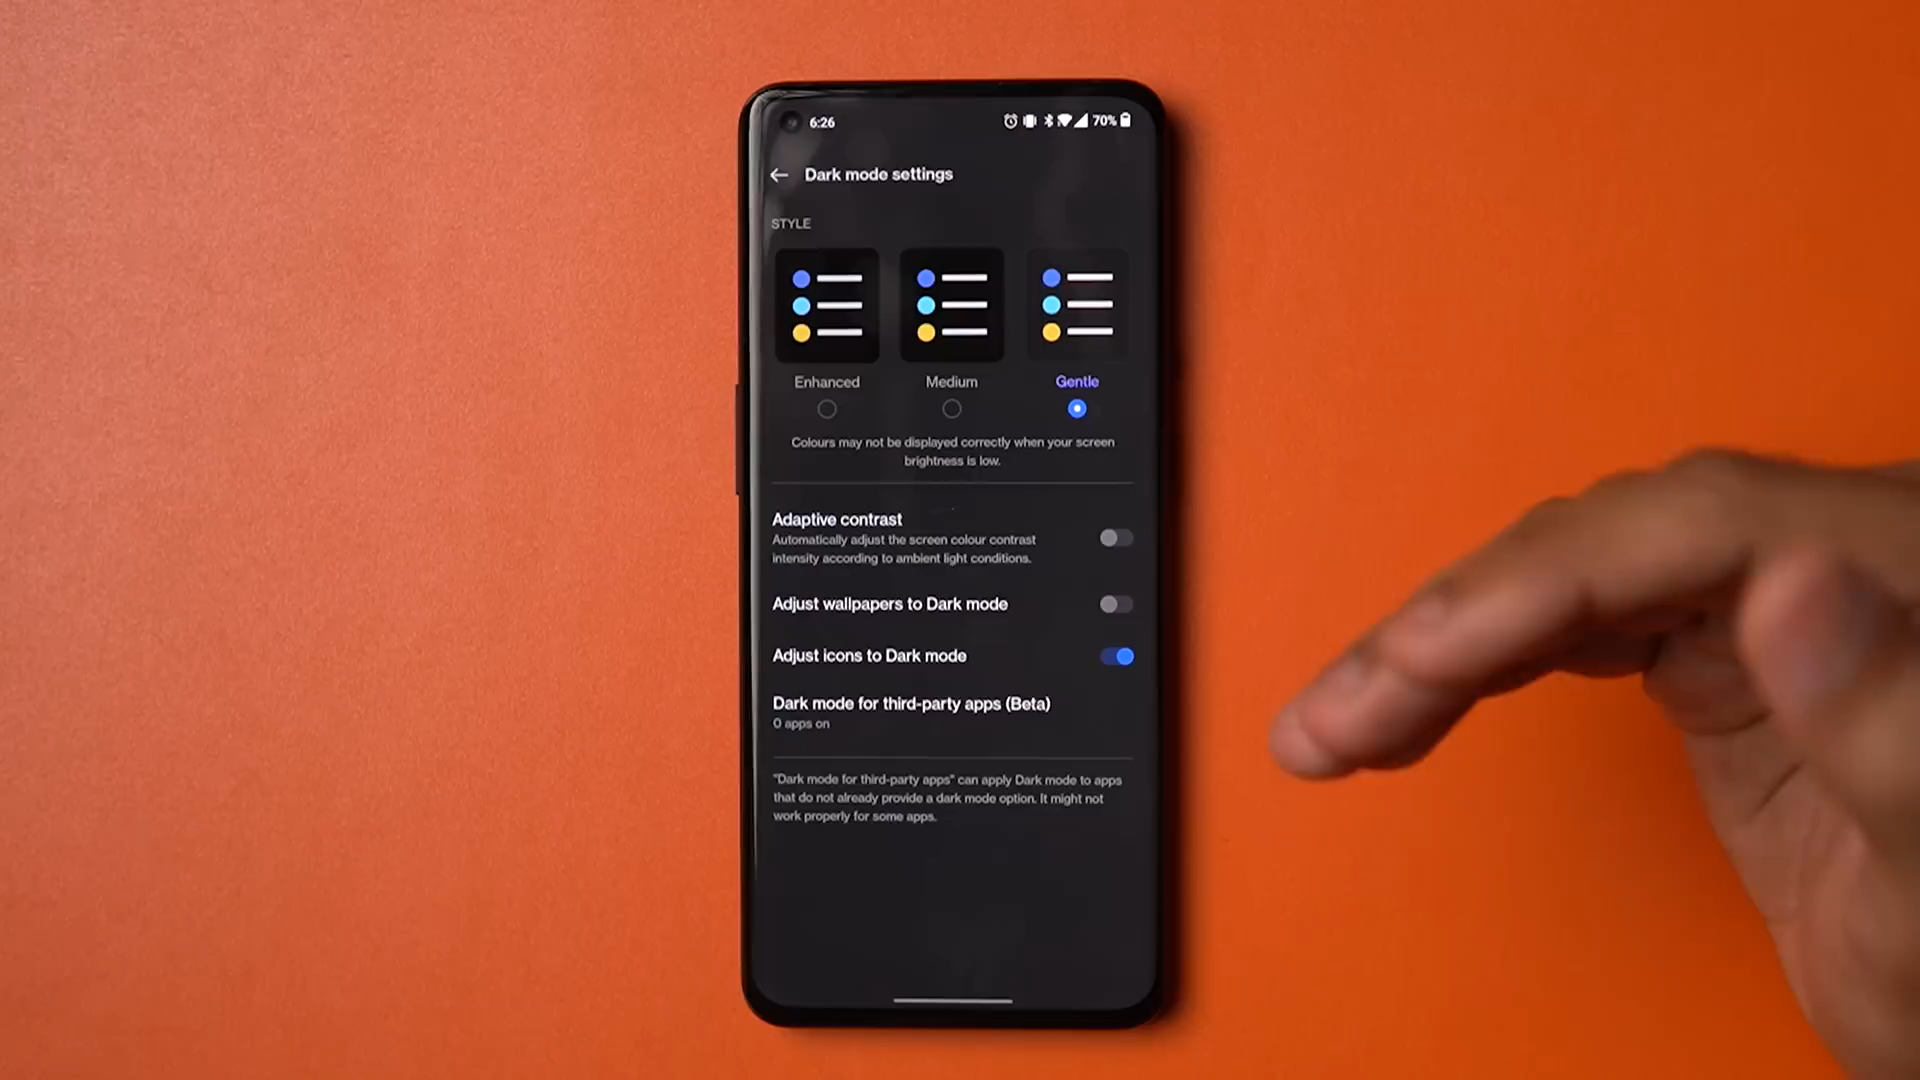 6:26
70%
Dark mode settings
STYLE
Enhanced
Medium
Gentle
Colours may not be displayed correctly when your screen
brightness is low.
Adaptive contrast
Automatically adjust the screen colour contrast
intensity according to ambient light conditions.
Adjust wallpapers to Dark mode
Adjust icons to Dark mode
Dark mode for third-party apps (Beta)
0 apps on
"Dark mode for third-party apps" can apply Dark mode to apps
that do not already provide a dark mode option. It might not
work properly for some apps.